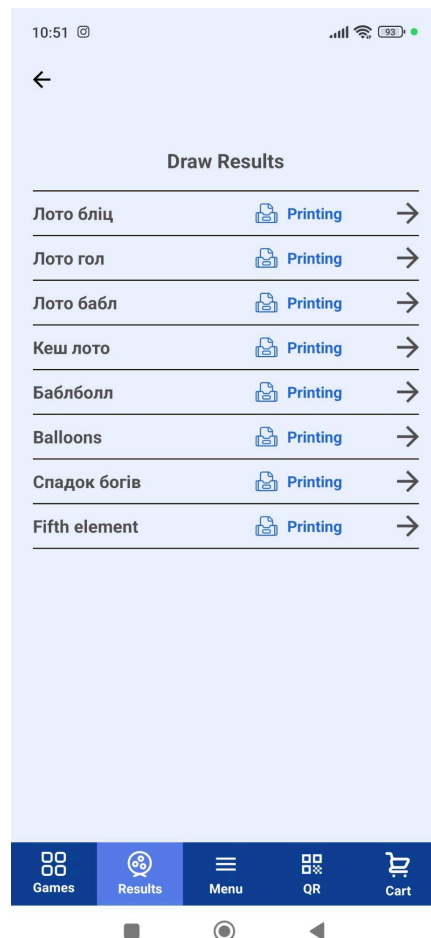 10:51 93
Draw Results
Лото бліц Printing
Лото гол Printing
Лото бабл Printing
Кеш лото Printing
Баблболл Printing
Balloons Printing
Спадок богів Printing
Fifth element Printing
Games Results Menu QR Cart